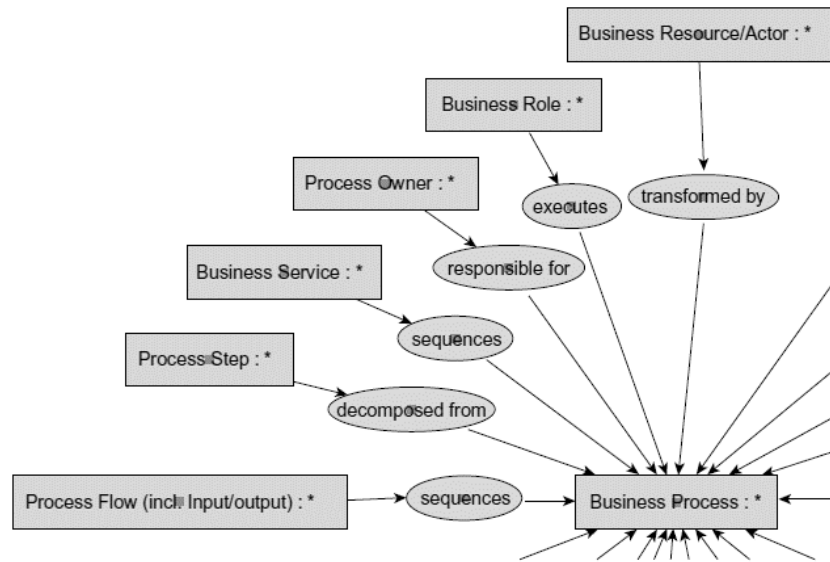 Business Resource/Actor : *
Business Role : *
Process Owner : *
executes
transformed by
Business Service : *
responsible for
sequences
Process Step : *
decomposed from
Process Flow (incl. Input/output) : *
sequences
Business Process : *